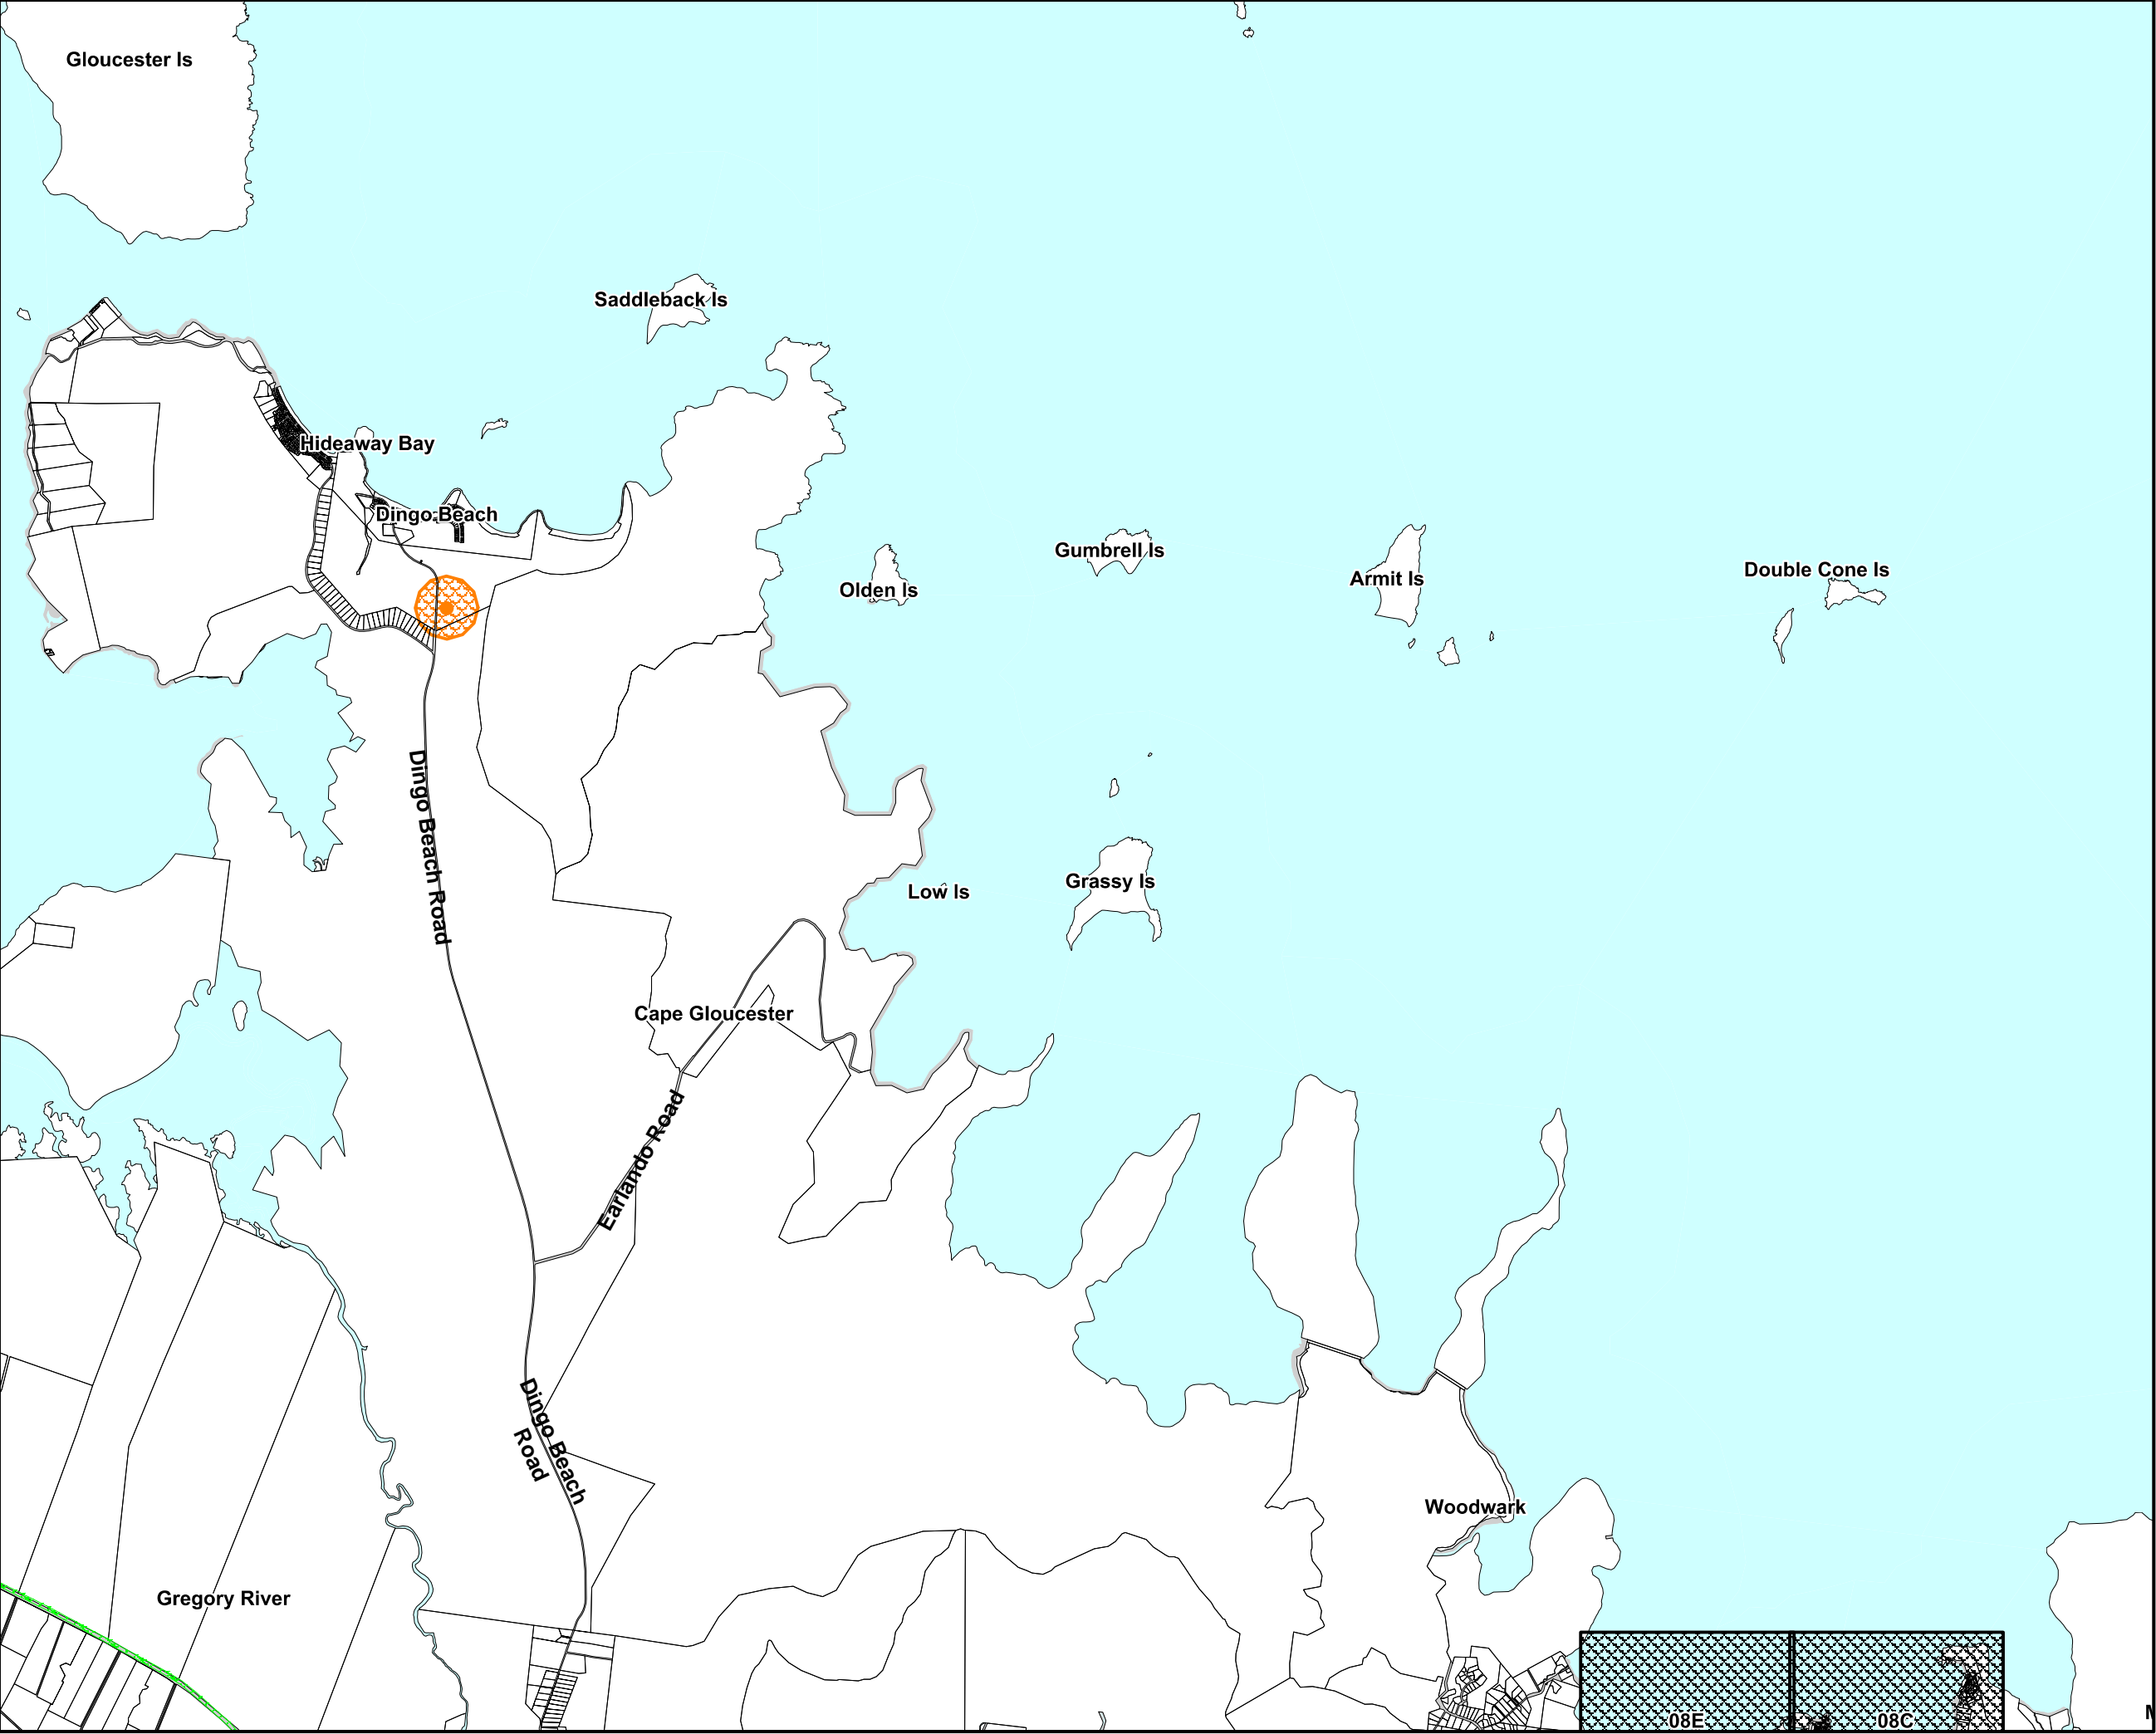 Gloucester Is
Saddleback Is
Hideaway Bay
Dingo Beach
Gumbrell Is
Olden Is
Armit Is
Double Cone Is
Dingo Beach Road
Low Is
Grassy Is
Cape Gloucester
Earlando Road
Dingo Beach
Road
Woodwark
Gregory River
08E
08C